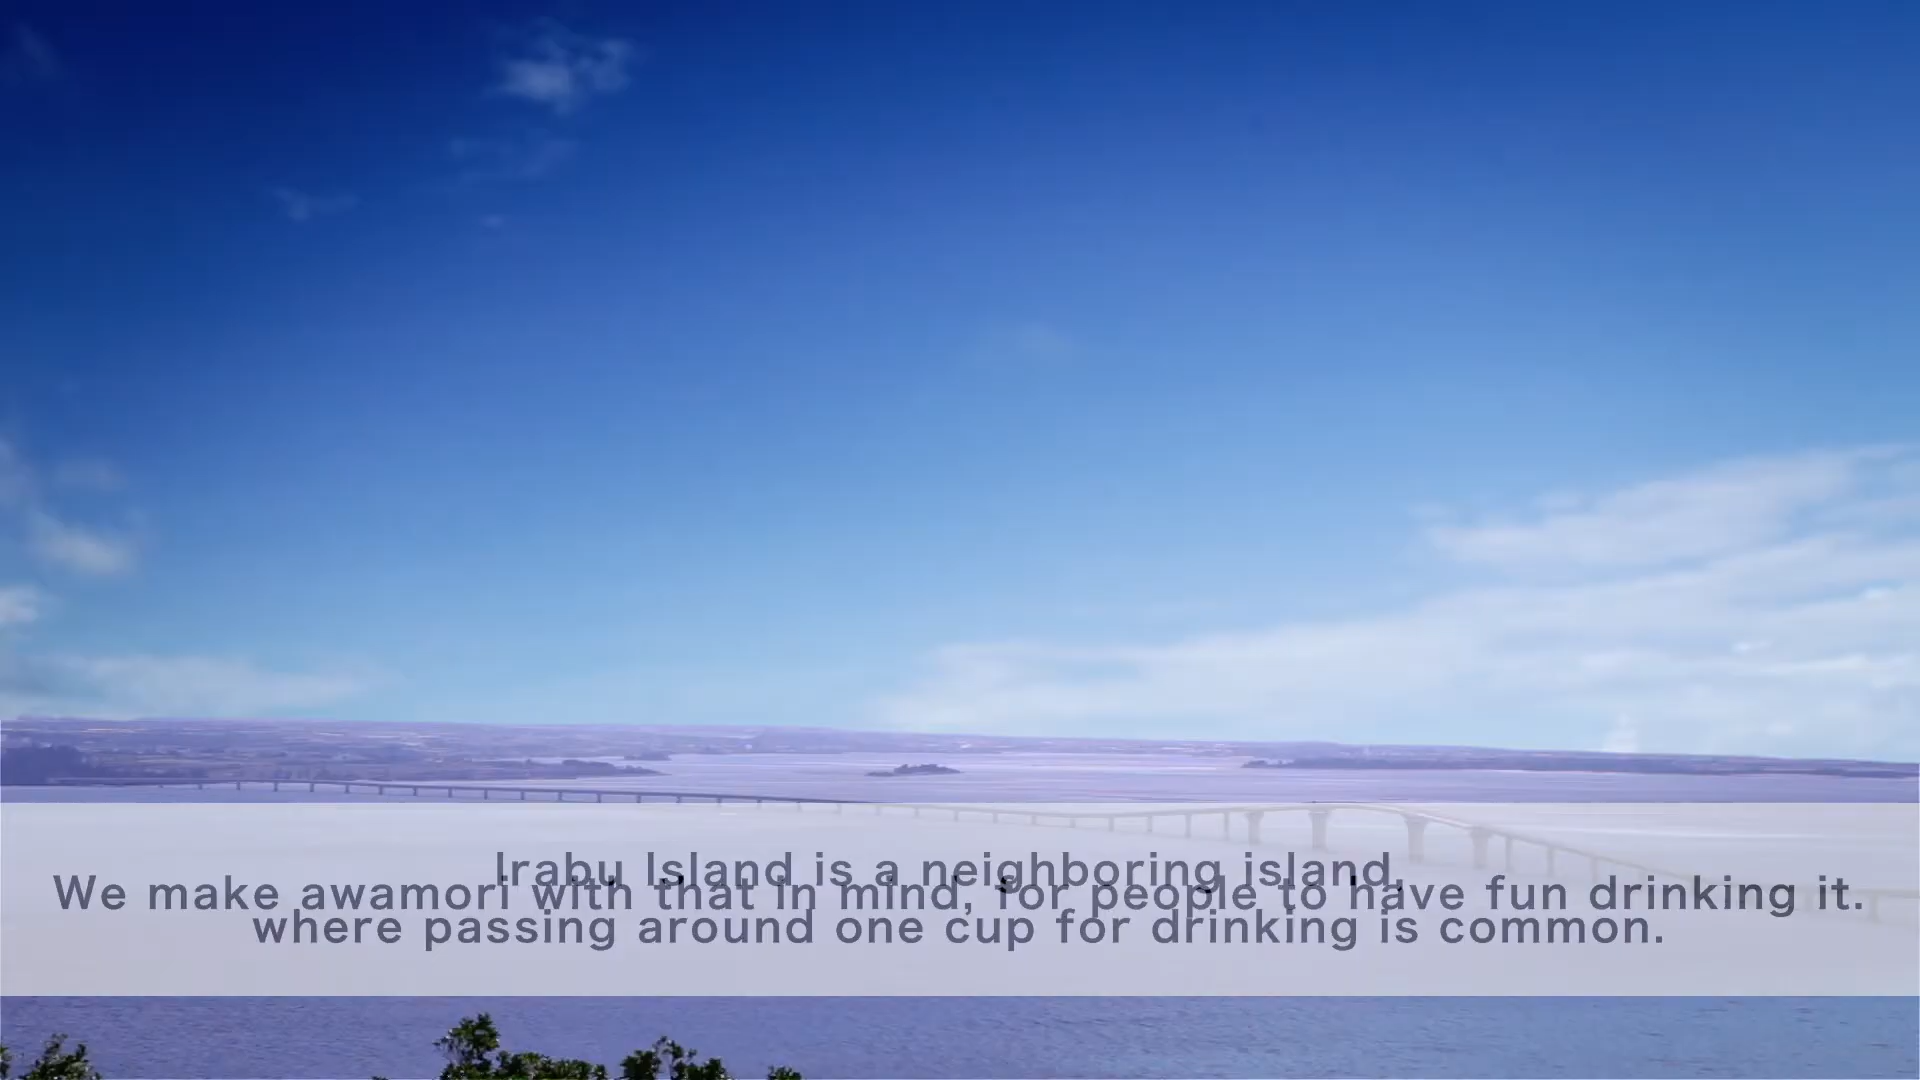 Irabu Island is a neighboring island,
We make awamori with that in mind, for people to have fun drinking it.
where passing around one cup for drinking is common.